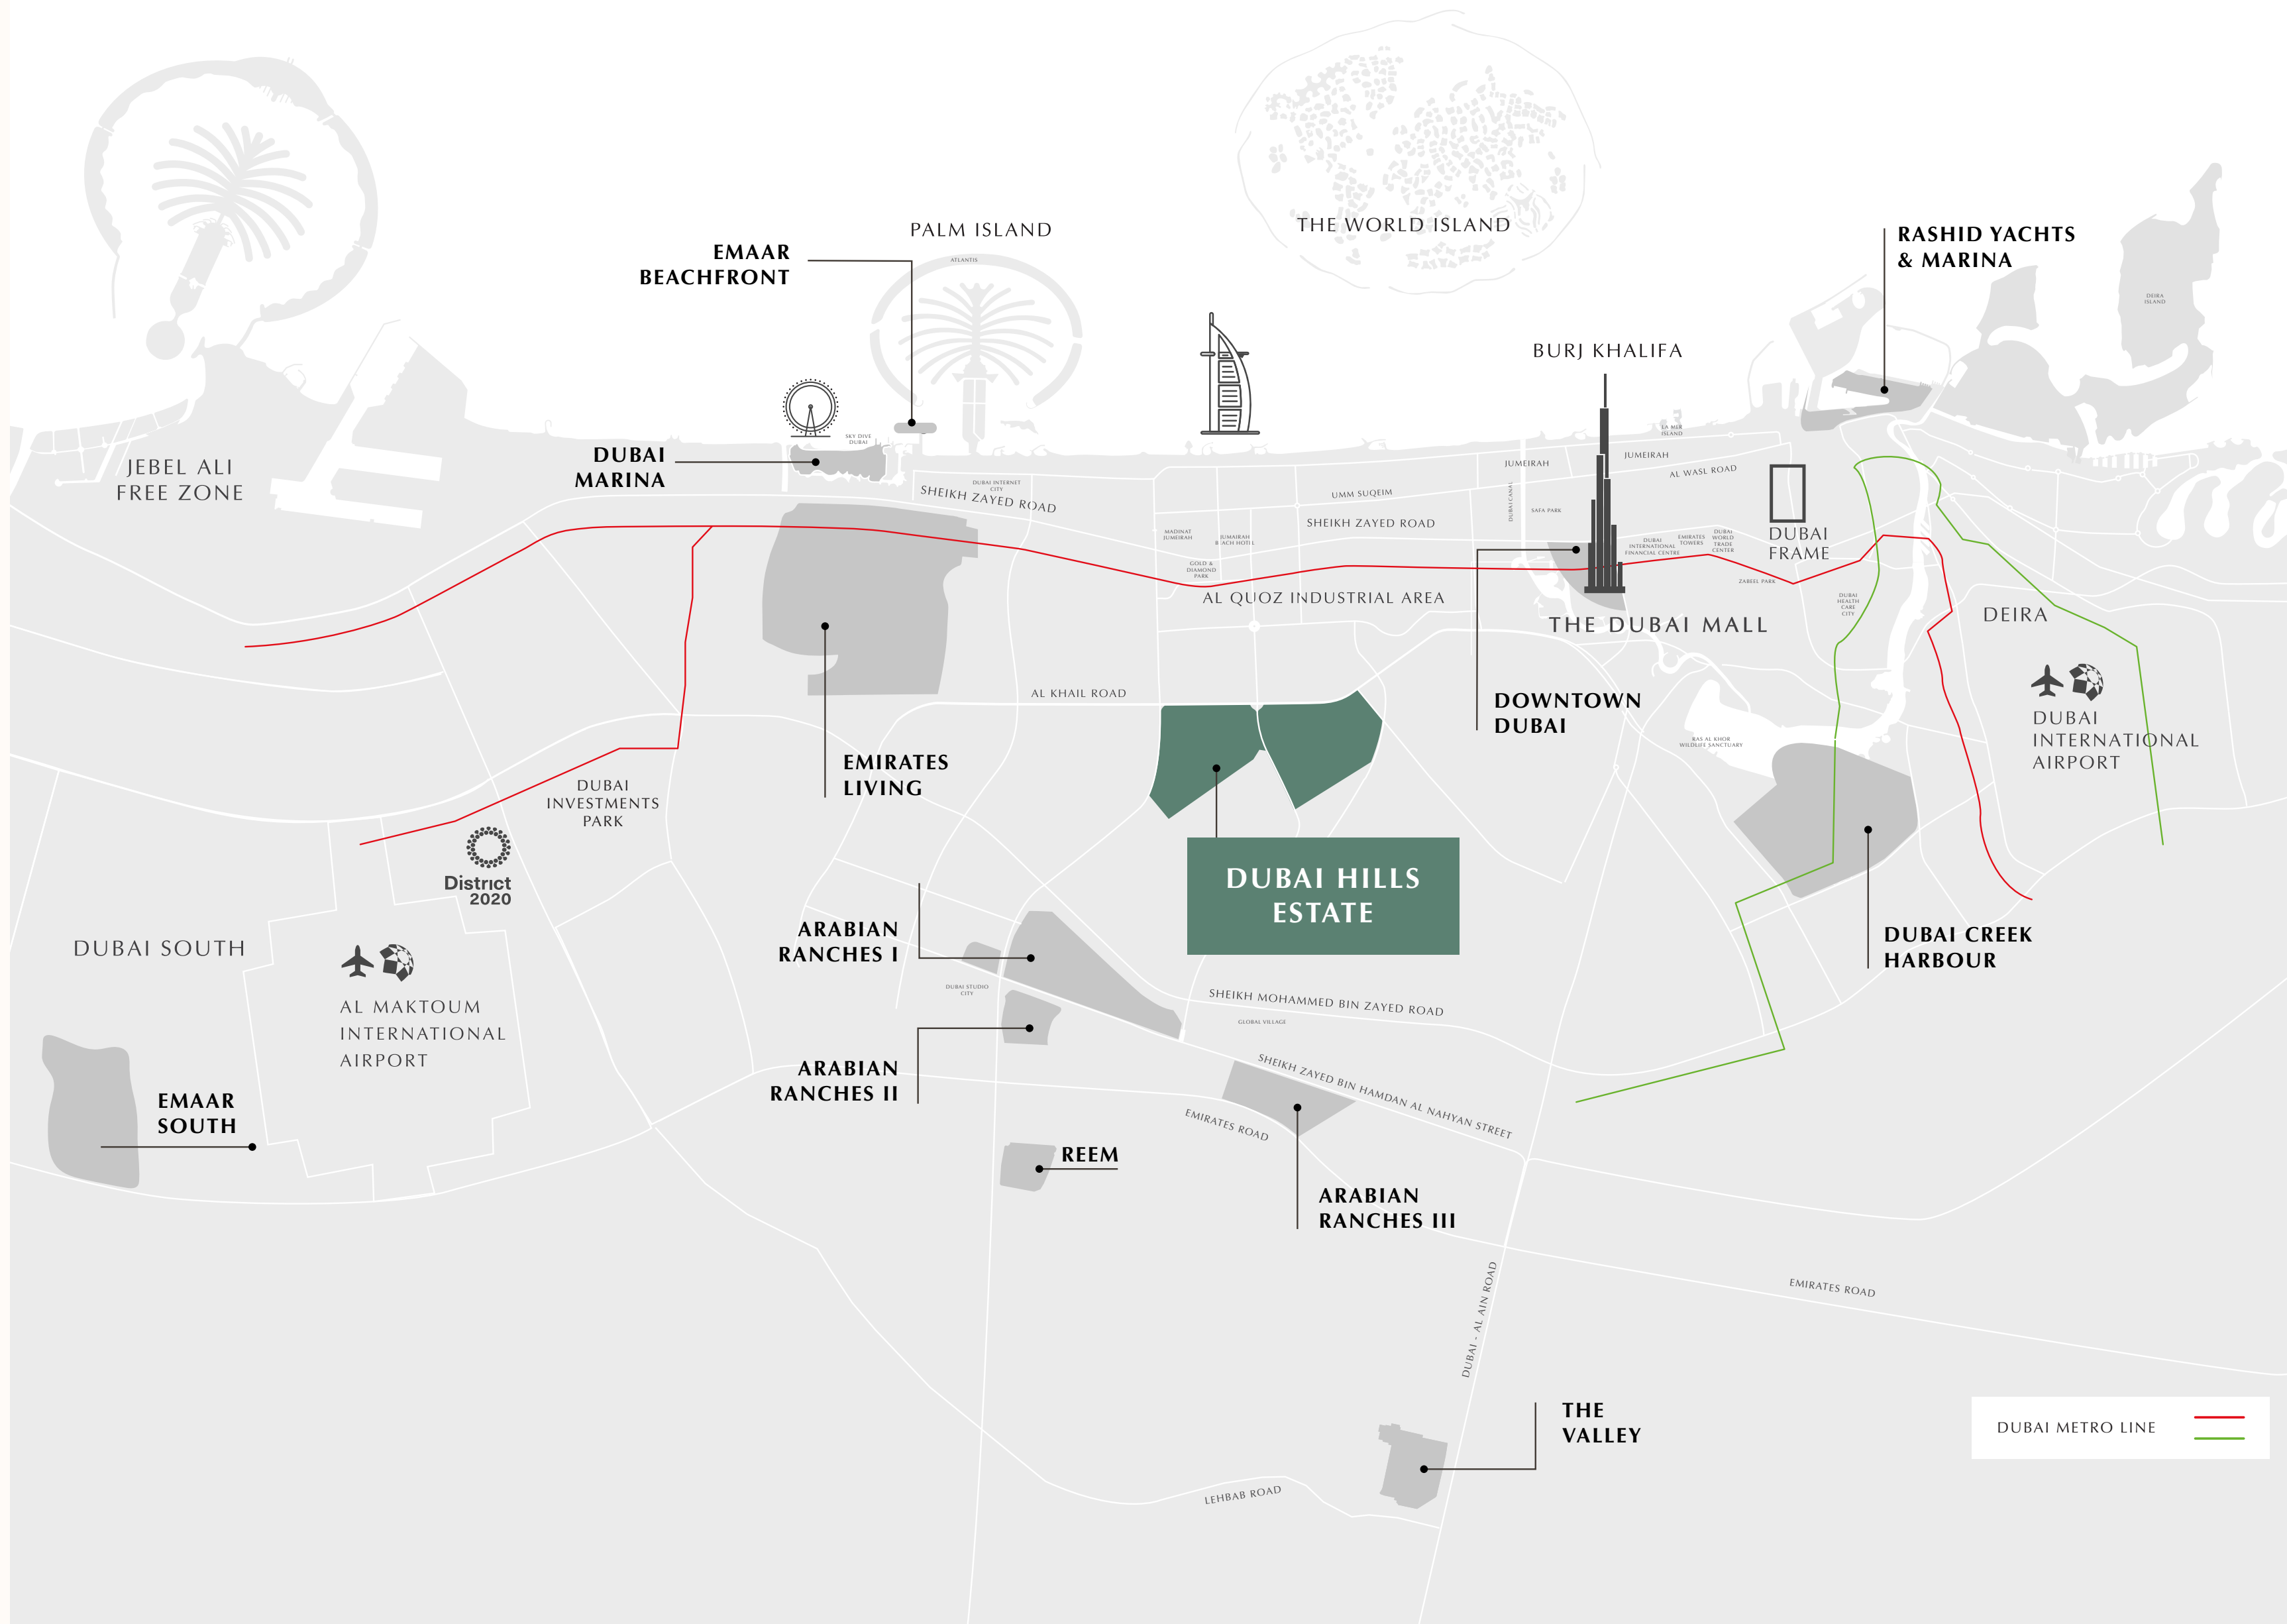 PALM ISLAND
ATLANTIS
THE WORLD ISLAND
EMAAR
BEACHFRONT
RASHID YACHTS
& MARINA
DEIRA
ISLAND
BURJ KHALIFA
JEBEL ALI
FREE ZONE
DUBAI
MARINA
SKY DIVE
DUBAI
DUBAI INTERNET
CITY
SHEIKH ZAYED ROAD
LA MER
ISLAND
JUMEIRAH
JUMEIRAH
AL WASL ROAD
UMM SUQEIM
DUBAI CANAL
SAFA PARK
SHEIKH ZAYED ROAD
MADINAT
JUMEIRAH
JUMAIRAH
BEACH HOTEL
GOLD &
DIAMOND
PARK
DUBAI
INTERNATIONAL
FINANCIAL CENTRE
EMIRATES
TOWERS
DUBAI
WORLD
TRADE
CENTER
DUBAI
FRAME
ZABEEL PARK
DUBAI
HEALTH
CARE
CITY
AL QUOZ INDUSTRIAL AREA
THE DUBAI MALL
DEIRA
AL KHAIL ROAD
DOWNTOWN
DUBAI
RAS AL KHOR
WILDLIFE SANCTUARY
DUBAI
INTERNATIONAL
AIRPORT
EMIRATES
LIVING
DUBAI
INVESTMENTS
PARK
District
2020
DUBAI HILLS
ESTATE
DUBAI SOUTH
ARABIAN
RANCHES I
DUBAI CREEK
HARBOUR
DUBAI STUDIO
CITY
AL MAKTOUM
INTERNATIONAL
AIRPORT
SHEIKH MOHAMMED BIN ZAYED ROAD
GLOBAL VILLAGE
ARABIAN
RANCHES II
SHEIKH ZAYED BIN HAMDAN AL NAHYAN STREET
EMAAR
SOUTH
EMIRATES ROAD
REEM
ARABIAN
RANCHES III
DUBAI - AL AIN ROAD
EMIRATES ROAD
THE
VALLEY
DUBAI METRO LINE
LEHBAB ROAD